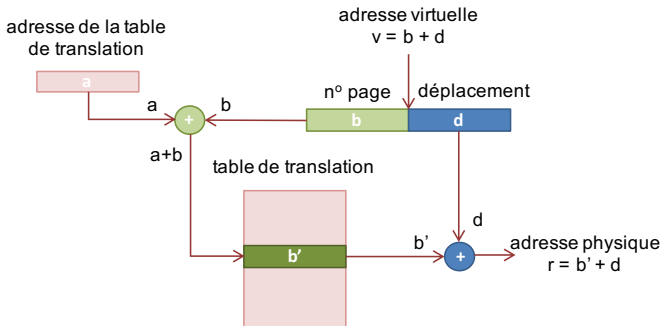 adresse de la table
de translation
a
adresse virtuelle
v = b + d
nº page
déplacement
a
+
b
b
d
a+b
table de translation
b'
b'
d
+
adresse physique
r = b' + d